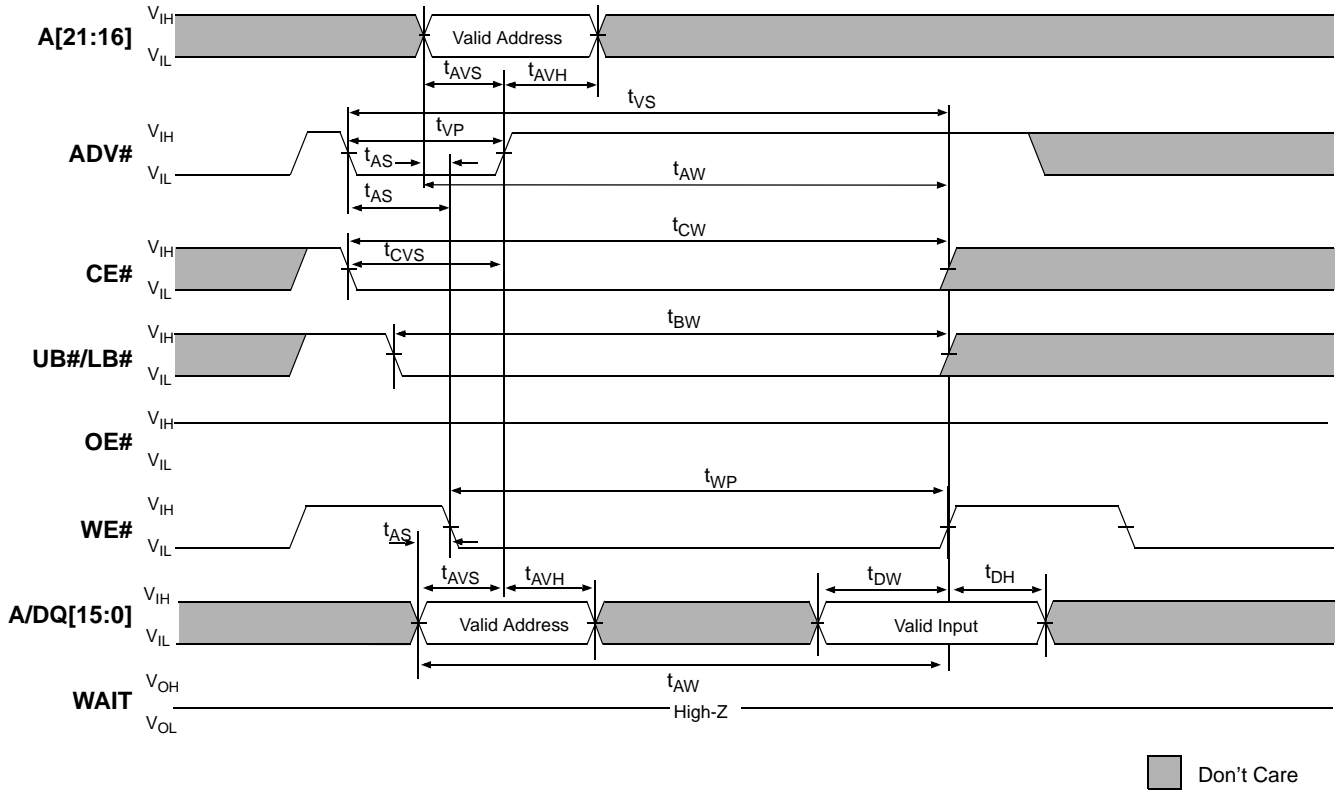 A[21:16]
VIH
VIL
Valid Address
tAVS
tAVH
tVS
ADV#
VIH
VIL
tVP
tAS
tAW
tAS
CE#
VIH
VIL
tCW
tCVS
UB#/LB#
VIH
VIL
tBW
OE#
VIH
VIL
WE#
VIH
VIL
tWP
tAS
A/DQ[15:0]
VIH
VIL
tAVS
tAVH
tDW
tDH
Valid Address
Valid Input
tAW
WAIT
VOH
VOL
High-Z
Don't Care